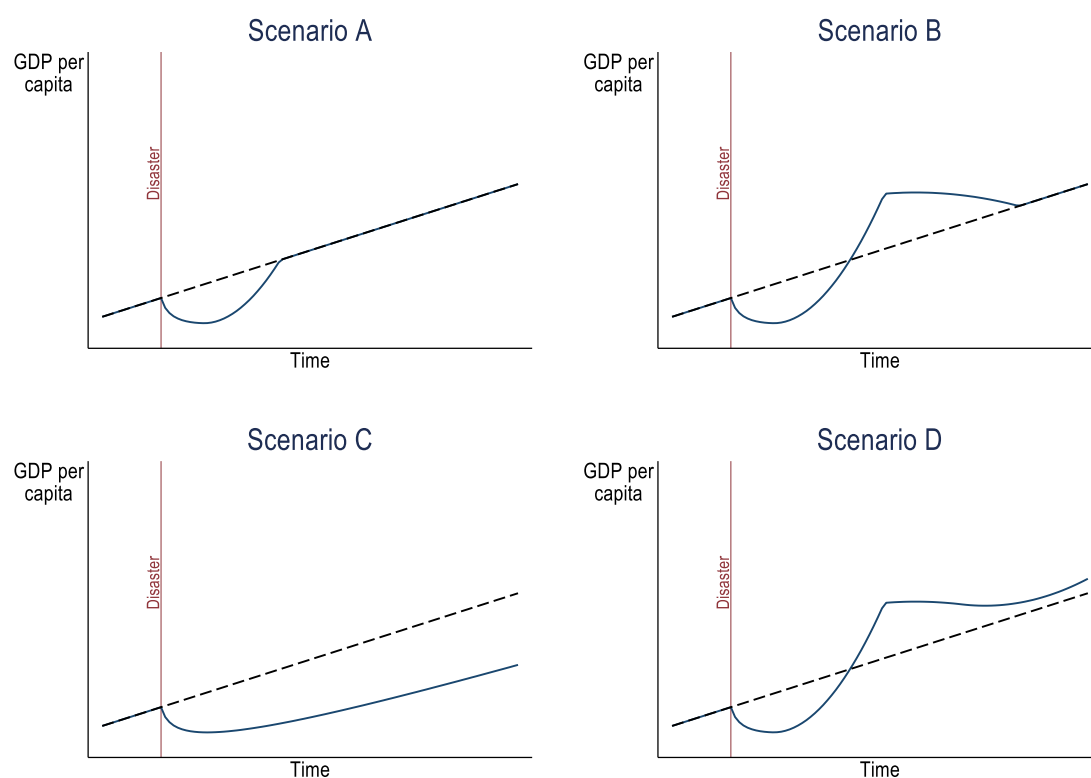 Scenario A
GDP per
capita
Disaster
Time
Scenario B
GDP per
capita
Disaster
Time
Scenario C
GDP per
capita
Disaster
Time
Scenario D
GDP per
capita
Disaster
Time